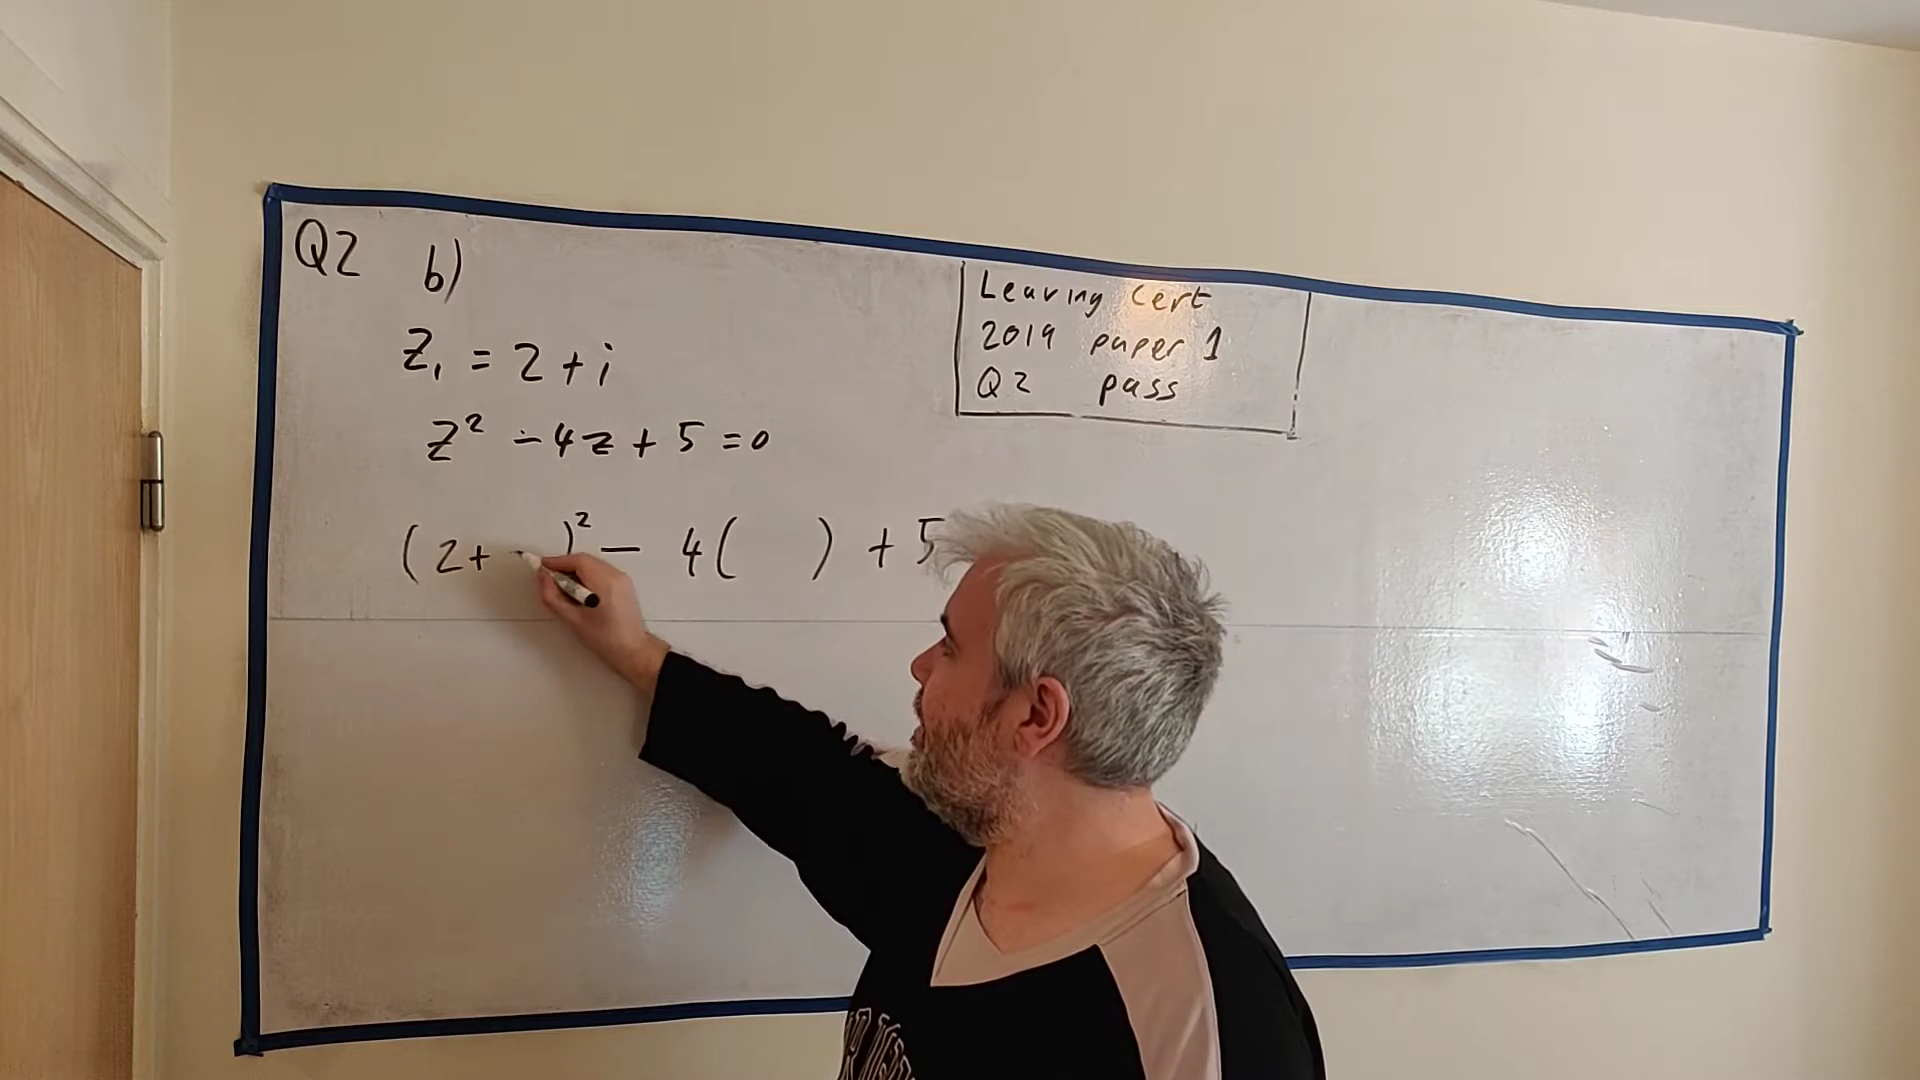 Q2 b)
Z₁ = 2 + i
Z² - 4z + 5 = 0
(2+ )² - 4( ) + 5
Leaving cert
2019 paper 1
Q2 pass